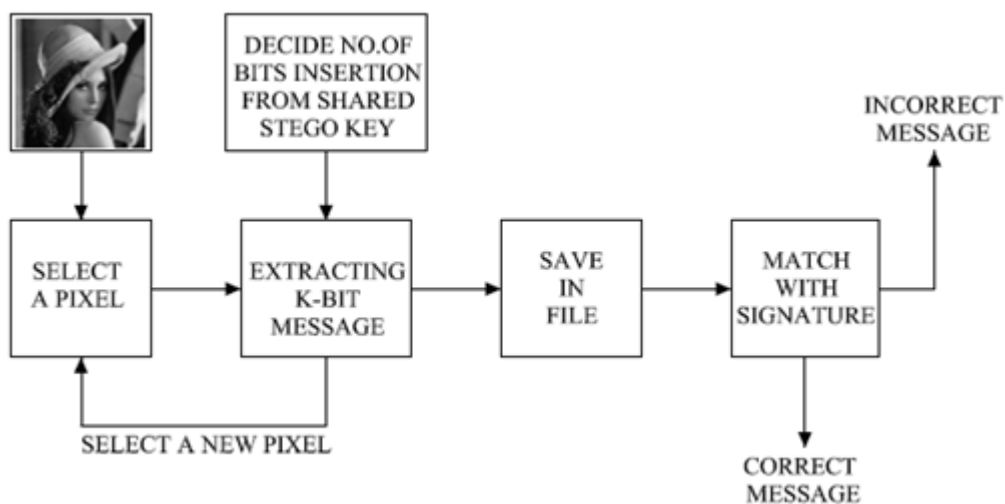 DECIDE NO.OF
BITS INSERTION
FROM SHARED
STEGO KEY
INCORRECT
MESSAGE
SELECT
A PIXEL
EXTRACTING
K-BIT
MESSAGE
SAVE
IN
FILE
MATCH
WITH
SIGNATURE
SELECT A NEW PIXEL
CORRECT
MESSAGE